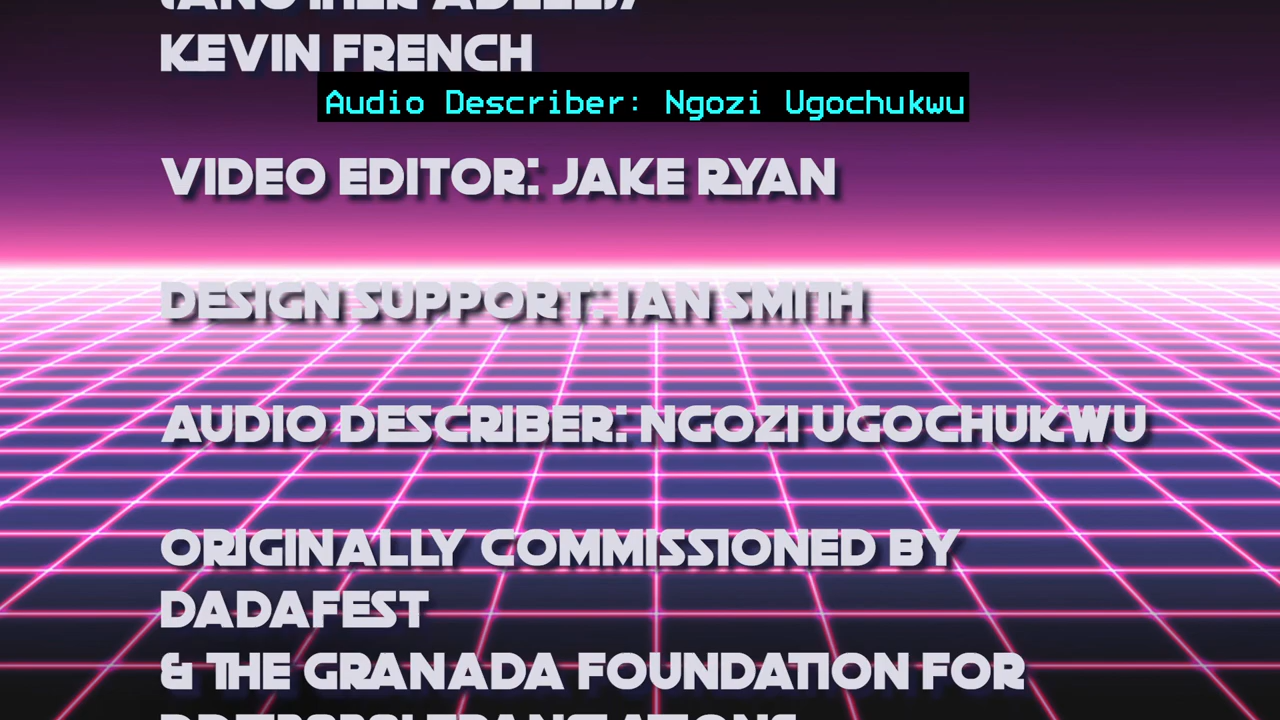 KEVIN FRENCH
Audio Describer: Ngozi Ugochukwu
VIDEO EDITOR: JAKE RYAN
DESIGN SUPPORT: IAN SMITH
AUDIO DESCRIBER: NGOZI UGOCHUKWU
ORIGINALLY COMMISSIONED BY
DADAFEST
& THE GRANADA FOUNDATION FOR